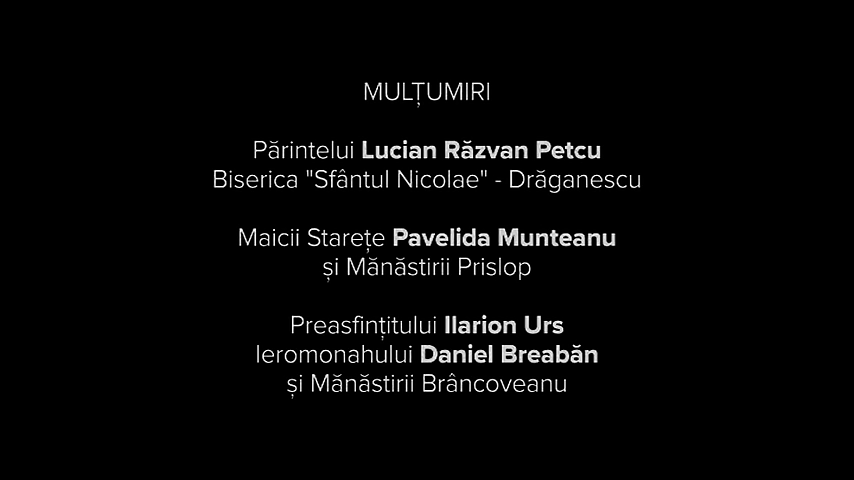 MULȚUMIRI
Părintelui Lucian Răzvan Petcu
Biserica "Sfântul Nicolae" - Drăganescu
Maicii Starețe Pavelida Munteanu
și Mănăstirii Prislop
Preasfințitului Ilarion Urs
Ieromonahului Daniel Breabăn
și Mănăstirii Brâncoveanu